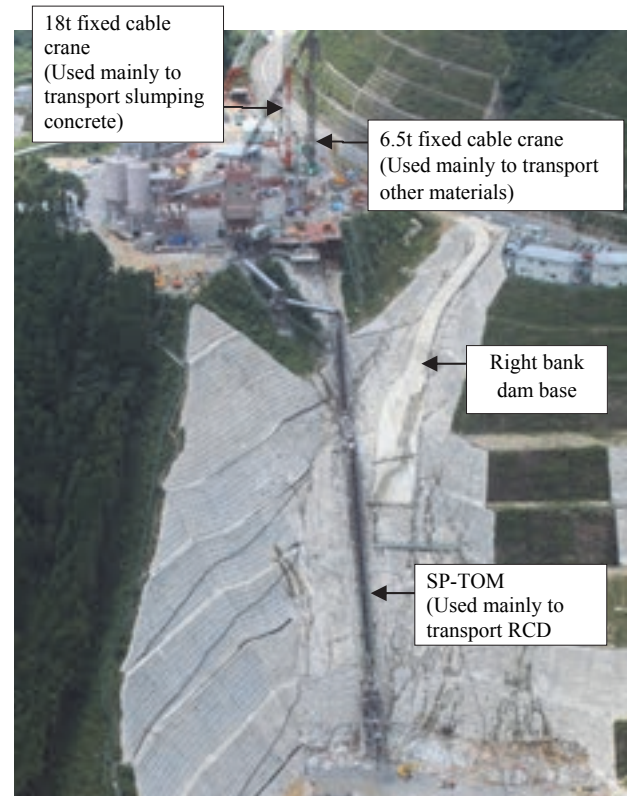 18t fixed cable
crane
(Used mainly to
transport slumping
concrete)
6.5t fixed cable crane
(Used mainly to transport
other materials)
Right bank
dam base
SP-TOM
(Used mainly to
transport RCD